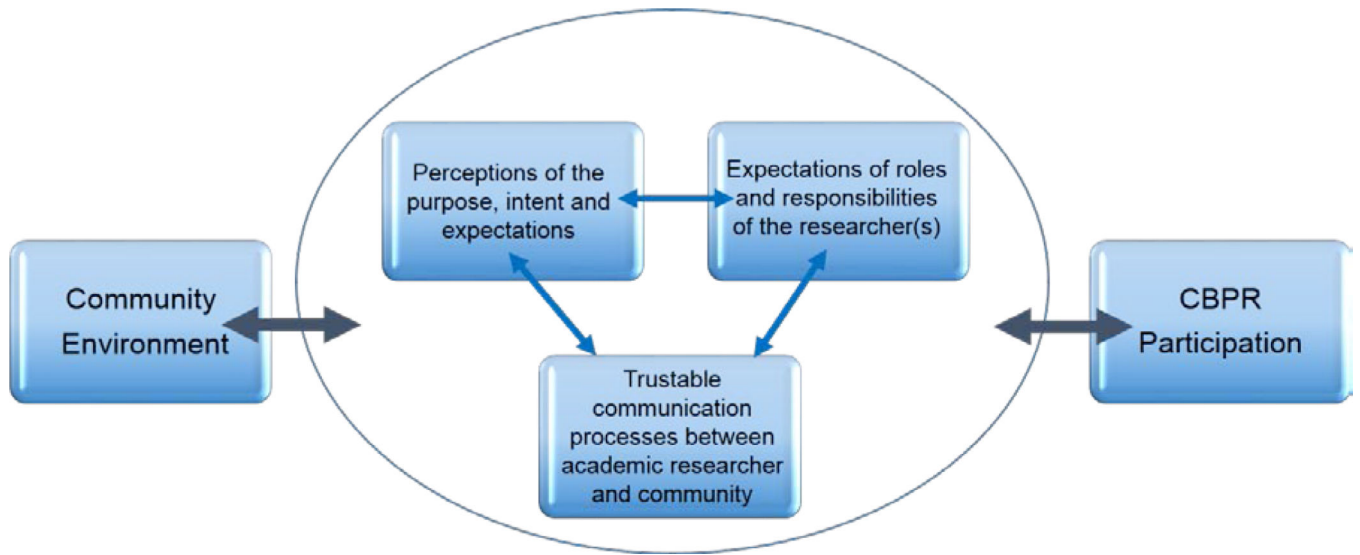 Perceptions of the
purpose, intent and
expectations
Expectations of roles
and responsibilities
of the researcher(s)
Community
Environment
CBPR
Participation
Trustable
communication
processes between
academic researcher
and community